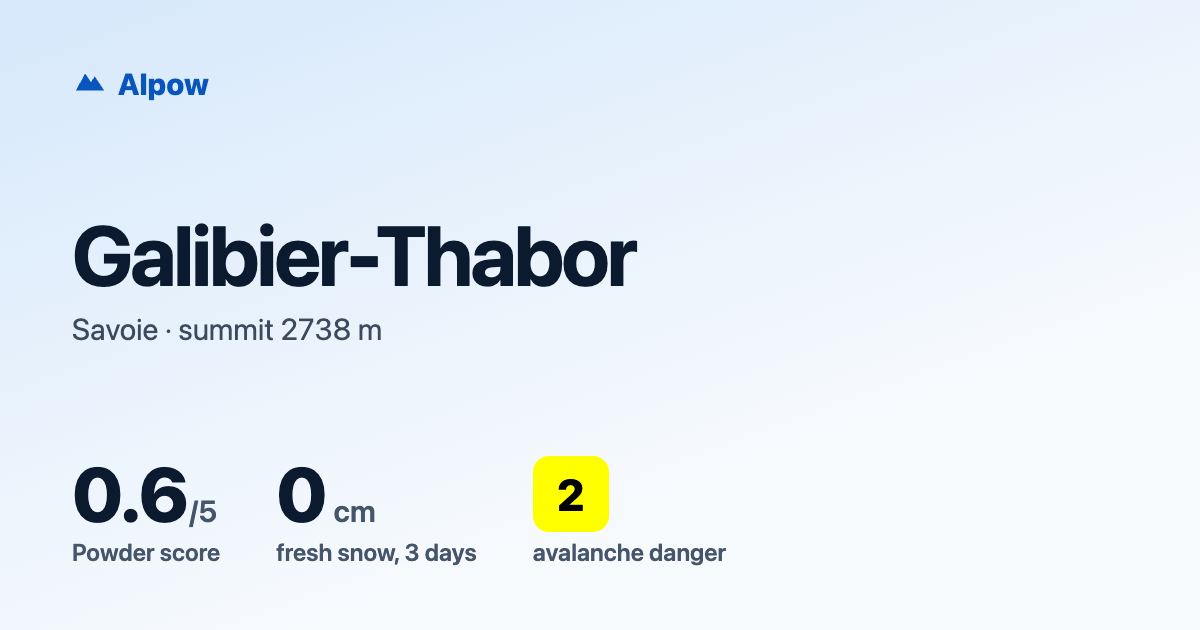 Alpow
Galibier-Thabor
Savoie · summit 2738 m
0.6/5
Powder score
0 cm
fresh snow, 3 days
2
avalanche danger